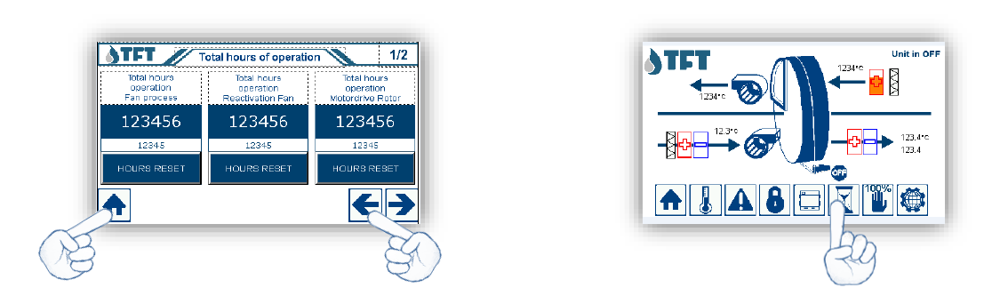 TFT
Total hours of operation
1/2
Total hours
operation
Fan process
Total hours
operation
Reactivation Fan
Total hours
operation
Motordrive Rotor
123456
123456
123456
12345
12345
12345
HOURS RESET
HOURS RESET
HOURS RESET
TFT
Unit in OFF
1234°c
1234°c
12.3°c
123,4°c
123.4
OFF
100%